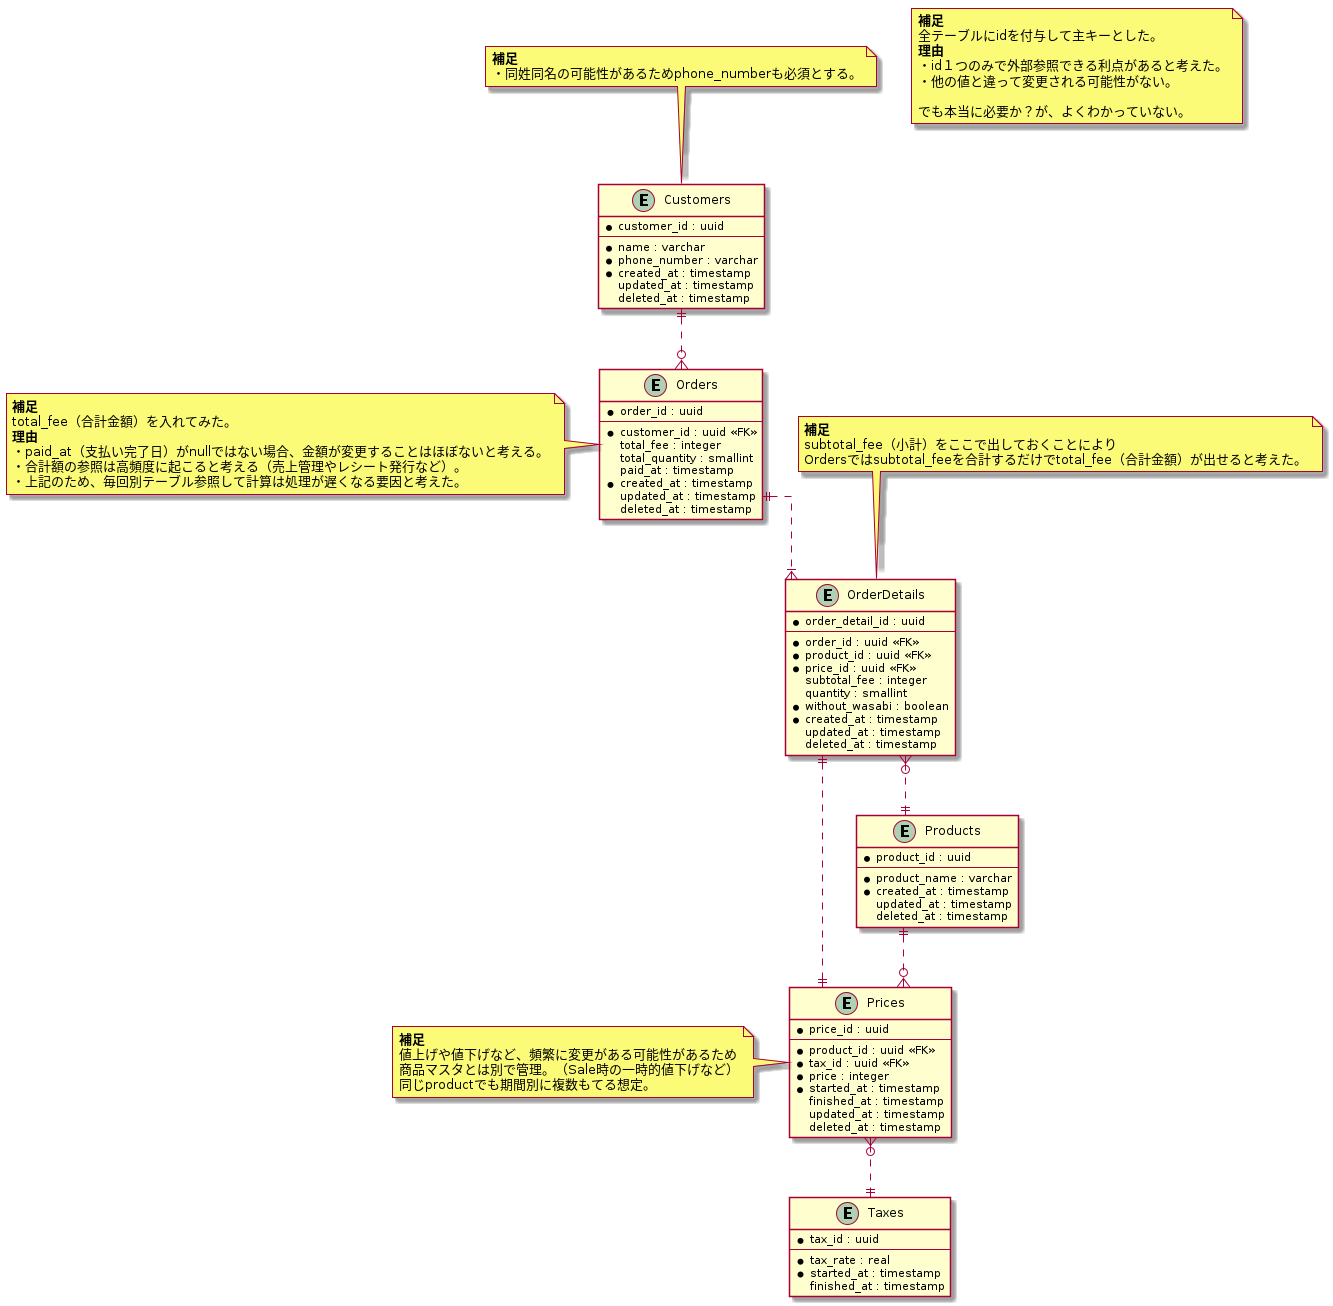 補足
全テーブルにidを付与して主キーとした。
理由
・id１つのみで外部参照できる利点があると考えた。
・他の値と違って変更される可能性がない。
でも本当に必要か？が、よくわかっていない。
補足
・同姓同名の可能性があるためphone_numberも必須とする。
E Customers
customer_id : uuid
name : varchar
phone_number : varchar
created_at : timestamp
updated_at : timestamp
deleted_at : timestamp
補足
total_fee（合計金額）を入れてみた。
理由
・paid_at（支払い完了日）がnullではない場合、金額が変更することはほぼないと考える。
・合計額の参照は高頻度に起こると考える（売上管理やレシート発行など）。
・上記のため、毎回別テーブル参照して計算は処理が遅くなる要因と考えた。
E Orders
order_id : uuid
customer_id : uuid «FK»
total_fee : integer
total_quantity : smallint
paid_at : timestamp
created_at : timestamp
updated_at : timestamp
deleted_at : timestamp
補足
subtotal_fee（小計）をここで出しておくことにより
Ordersではsubtotal_feeを合計するだけでtotal_fee（合計金額）が出せると考えた。
E OrderDetails
order_detail_id : uuid
order_id : uuid «FK»
product_id : uuid «FK»
price_id : uuid «FK»
subtotal_fee : integer
quantity : smallint
without_wasabi : boolean
created_at : timestamp
updated_at : timestamp
deleted_at : timestamp
E Products
product_id : uuid
product_name : varchar
created_at : timestamp
updated_at : timestamp
deleted_at : timestamp
補足
値上げや値下げなど、頻繁に変更がある可能性があるため
商品マスタとは別で管理。（Sale時の一時的値下げなど）
同じproductでも期間別に複数もてる想定。
E Prices
price_id : uuid
product_id : uuid «FK»
tax_id : uuid «FK»
price : integer
started_at : timestamp
finished_at : timestamp
updated_at : timestamp
deleted_at : timestamp
E Taxes
tax_id : uuid
tax_rate : real
started_at : timestamp
finished_at : timestamp